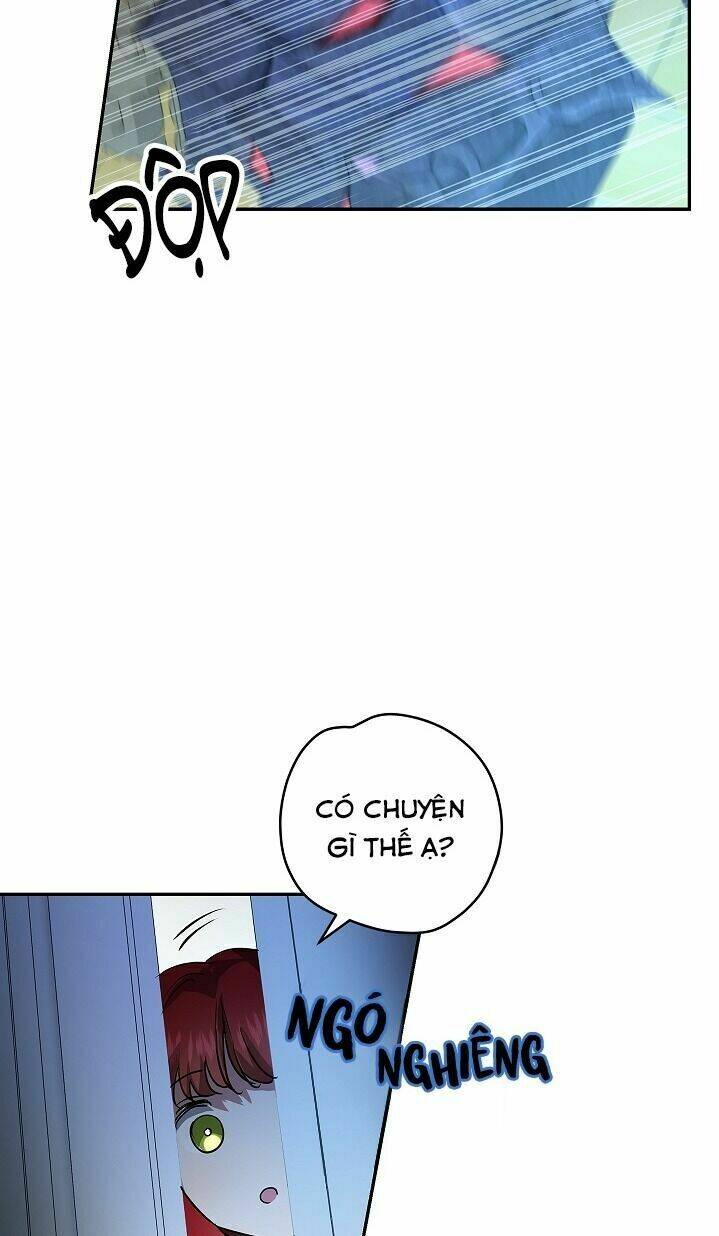 ĐỘP
CÓ CHUYỆN
GÌ THẾ Ạ?
NGÓ
NGHIÊNG